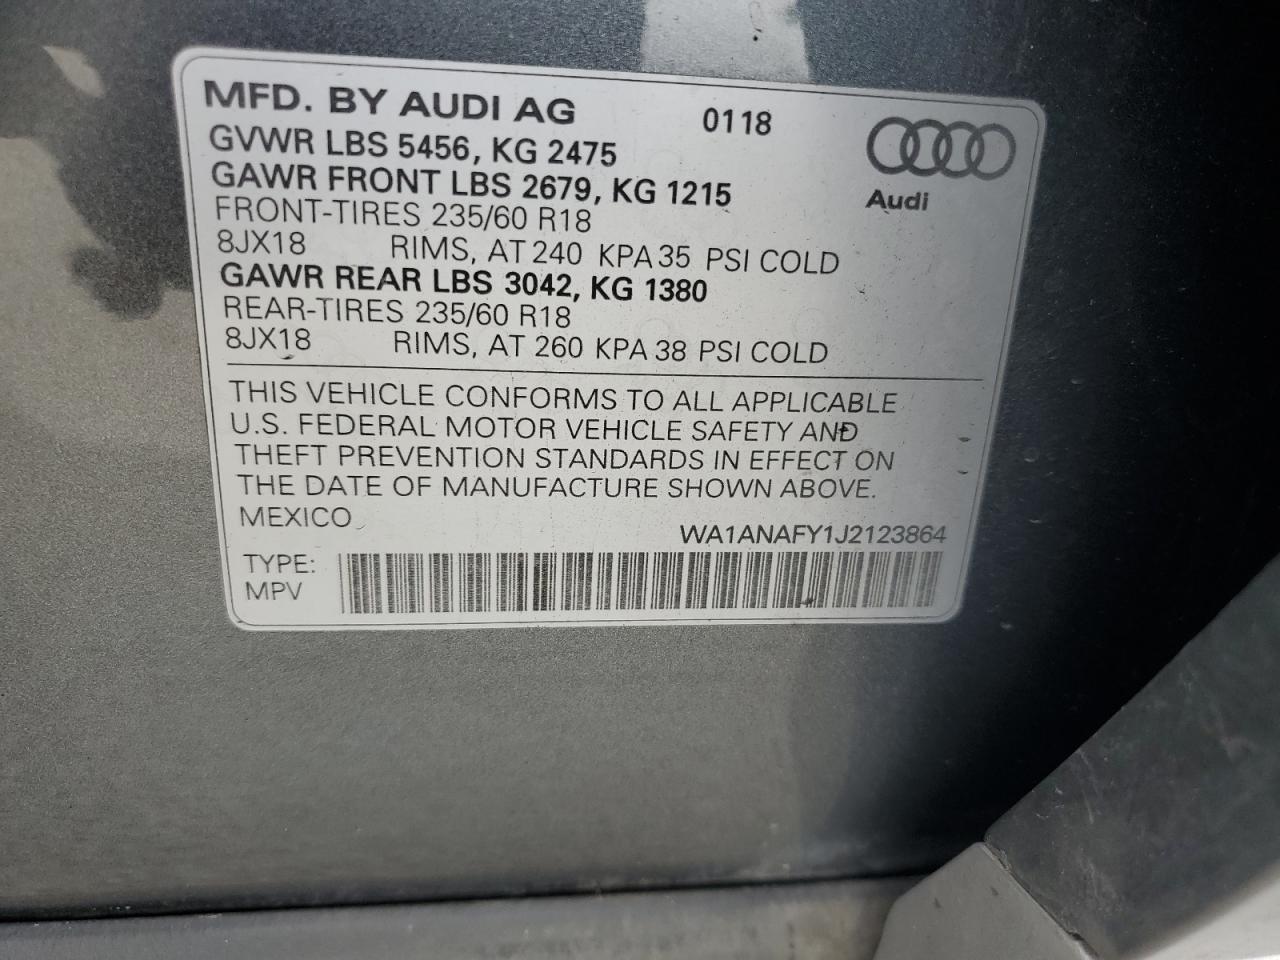 MFD. BY AUDI AG 0118
GVWR LBS 5456, KG 2475
GAWR FRONT LBS 2679, KG 1215
Audi
FRONT-TIRES 235/60 R18
8JX18 RIMS, AT 240 KPA 35 PSI COLD
GAWR REAR LBS 3042, KG 1380
REAR-TIRES 235/60 R18
8JX18 RIMS, AT 260 KPA 38 PSI COLD
THIS VEHICLE CONFORMS TO ALL APPLICABLE
U.S. FEDERAL MOTOR VEHICLE SAFETY AND
THEFT PREVENTION STANDARDS IN EFFECT ON
THE DATE OF MANUFACTURE SHOWN ABOVE.
MEXICO WA1ANAFY1J2123864
TYPE:
MPV